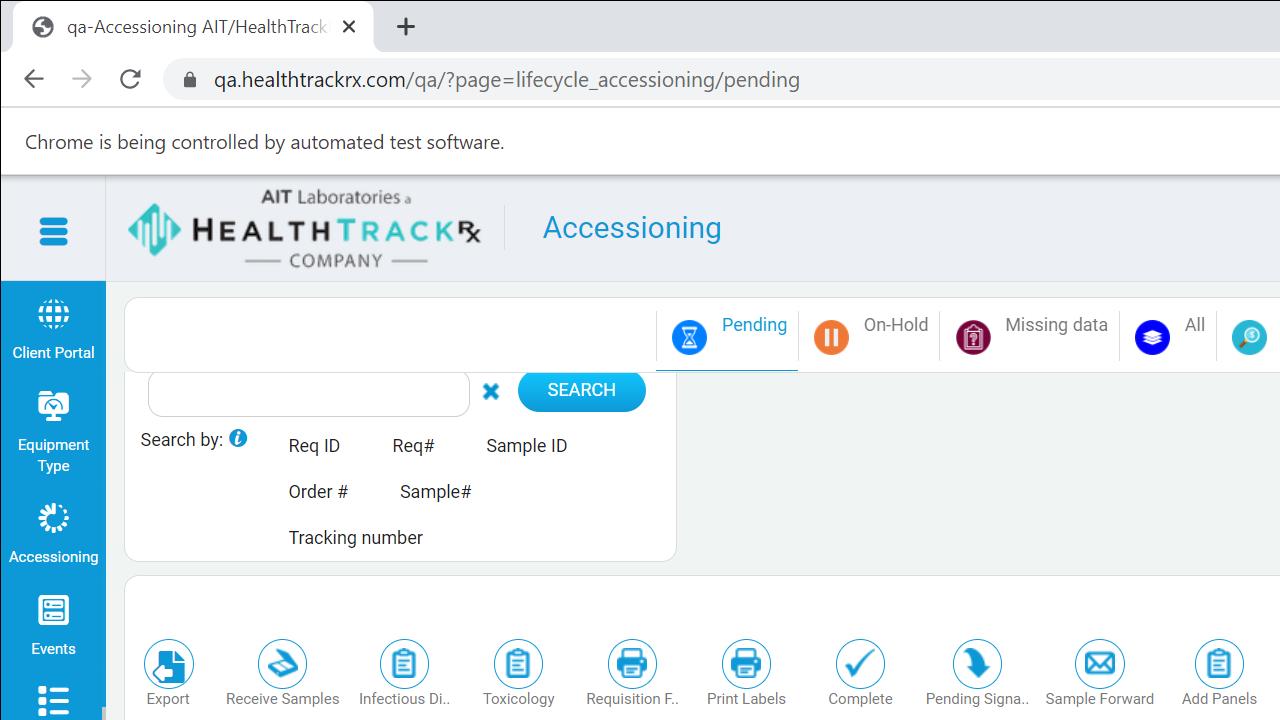 qa-Accessioning AIT/HealthTrack
qa.healthtrackrx.com/qa/?page=lifecycle_accessioning/pending
Chrome is being controlled by automated test software.
AIT Laboratories a
HEALTHTRACKRx
COMPANY
Accessioning
Client Portal
Equipment
Type
Accessioning
Events
Pending
On-Hold
Missing data
All
SEARCH
Search by:
Req ID
Req#
Sample ID
Order #
Sample#
Tracking number
Export
Receive Samples
Infectious Di..
Toxicology
Requisition F..
Print Labels
Complete
Pending Signa..
Sample Forward
Add Panels